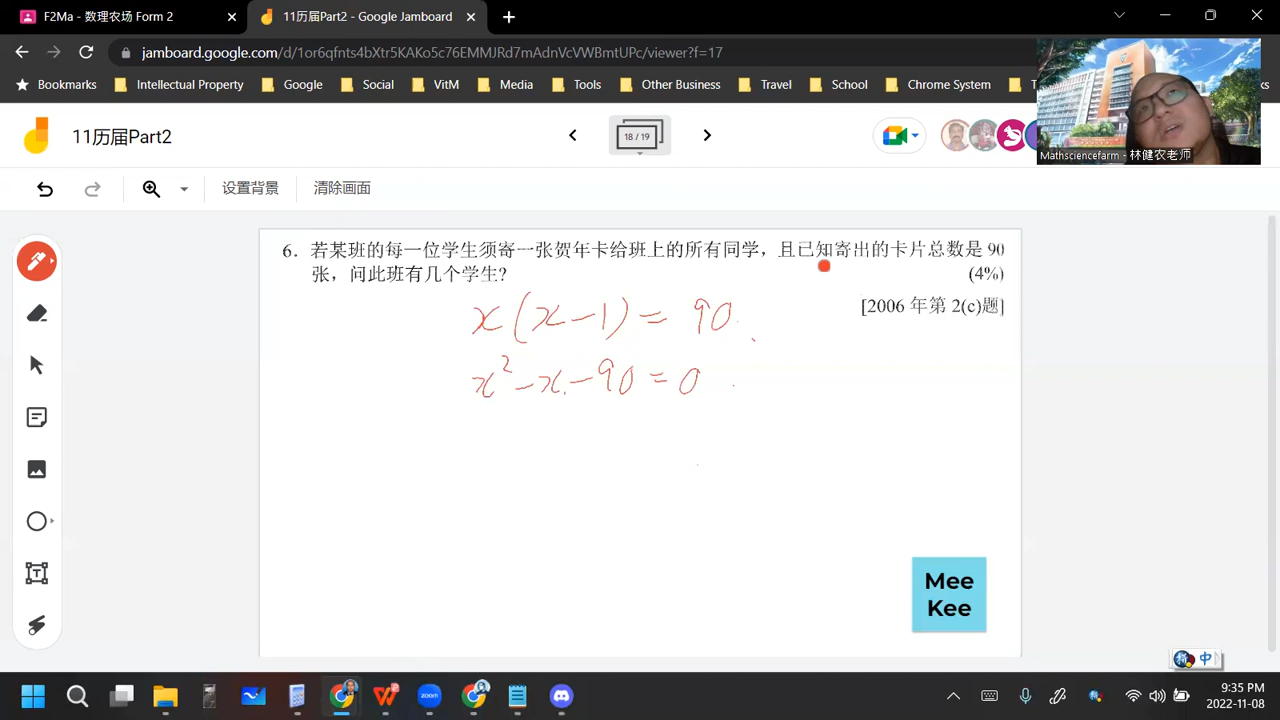 F2Ma - 数理农场 Form 2
11历届Part2 - Google Jamboard
jamboard.google.com/d/1or6qfnts4bXtr5KAKo5c76FEMMJRd7mxdnVcVWBmtUPc/viewer?f=17
Bookmarks
Intellectual Property
Google
VitM
Media
Tools
Other Business
Travel
School
Chrome System
Mathsciencefarm - 林健农老师
11历届Part2
18 / 19
设置背景
清除画面
6. 若某班的每一位学生须寄一张贺年卡给班上的所有同学，且已知寄出的卡片总数是 90
张，问此班有几个学生? (4%)
[2006 年第 2(c)题]
x(x-1) = 90
x² - x - 90 = 0
Mee
Kee
中
9:35 PM
2022-11-08